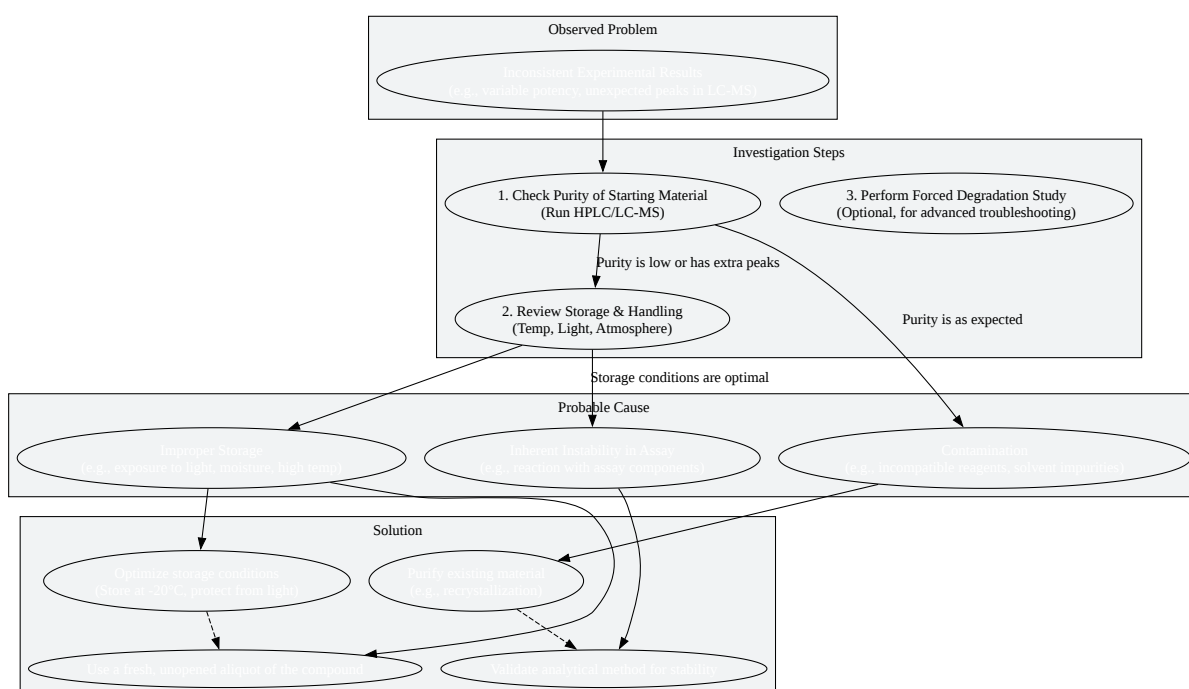 Observed Problem
Inconsistent Experimental Results
(e.g., variable potency, unexpected peaks in LC-MS)
Investigation Steps
1. Check Purity of Starting Material
(Run HPLC/LC-MS)
3. Perform Forced Degradation Study
(Optional, for advanced troubleshooting)
Purity is low or has extra peaks
2. Review Storage & Handling
(Temp, Light, Atmosphere)
Purity is as expected
Storage conditions are optimal
Probable Cause
Improper Storage
(e.g., exposure to light, moisture, high temp)
Inherent Instability in Assay
(e.g., reaction with assay components)
Contamination
(e.g., incompatible reagents, solvent impurities)
Solution
Optimize storage conditions
(Store at -20°C, protect from light)
Purify existing material
(e.g., recrystallization)
Use a fresh, unopened aliquot of the compound
Validate analytical method for stability